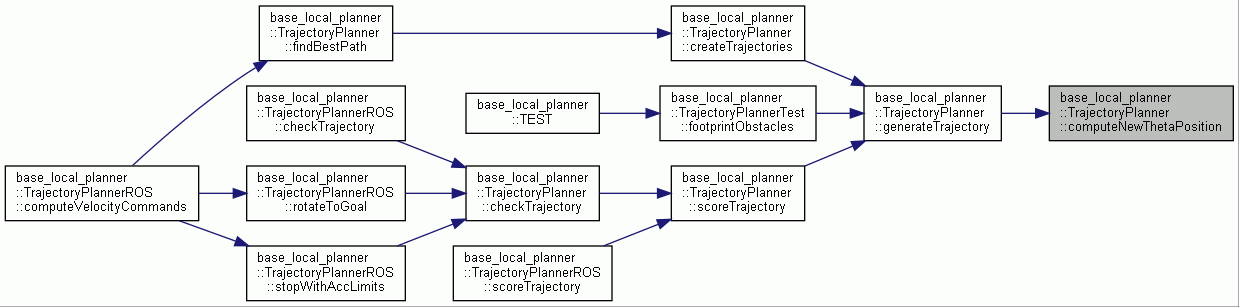 base_local_planner
::TrajectoryPlanner
::findBestPath
base_local_planner
::TrajectoryPlanner
::createTrajectories
base_local_planner
::TrajectoryPlannerROS
::checkTrajectory
base_local_planner
::TEST
base_local_planner
::TrajectoryPlannerTest
::footprintObstacles
base_local_planner
::TrajectoryPlanner
::generateTrajectory
base_local_planner
::TrajectoryPlanner
::computeNewThetaPosition
base_local_planner
::TrajectoryPlannerROS
::computeVelocityCommands
base_local_planner
::TrajectoryPlannerROS
::rotateToGoal
base_local_planner
::TrajectoryPlanner
::checkTrajectory
base_local_planner
::TrajectoryPlanner
::scoreTrajectory
base_local_planner
::TrajectoryPlannerROS
::stopWithAccLimits
base_local_planner
::TrajectoryPlannerROS
::scoreTrajectory